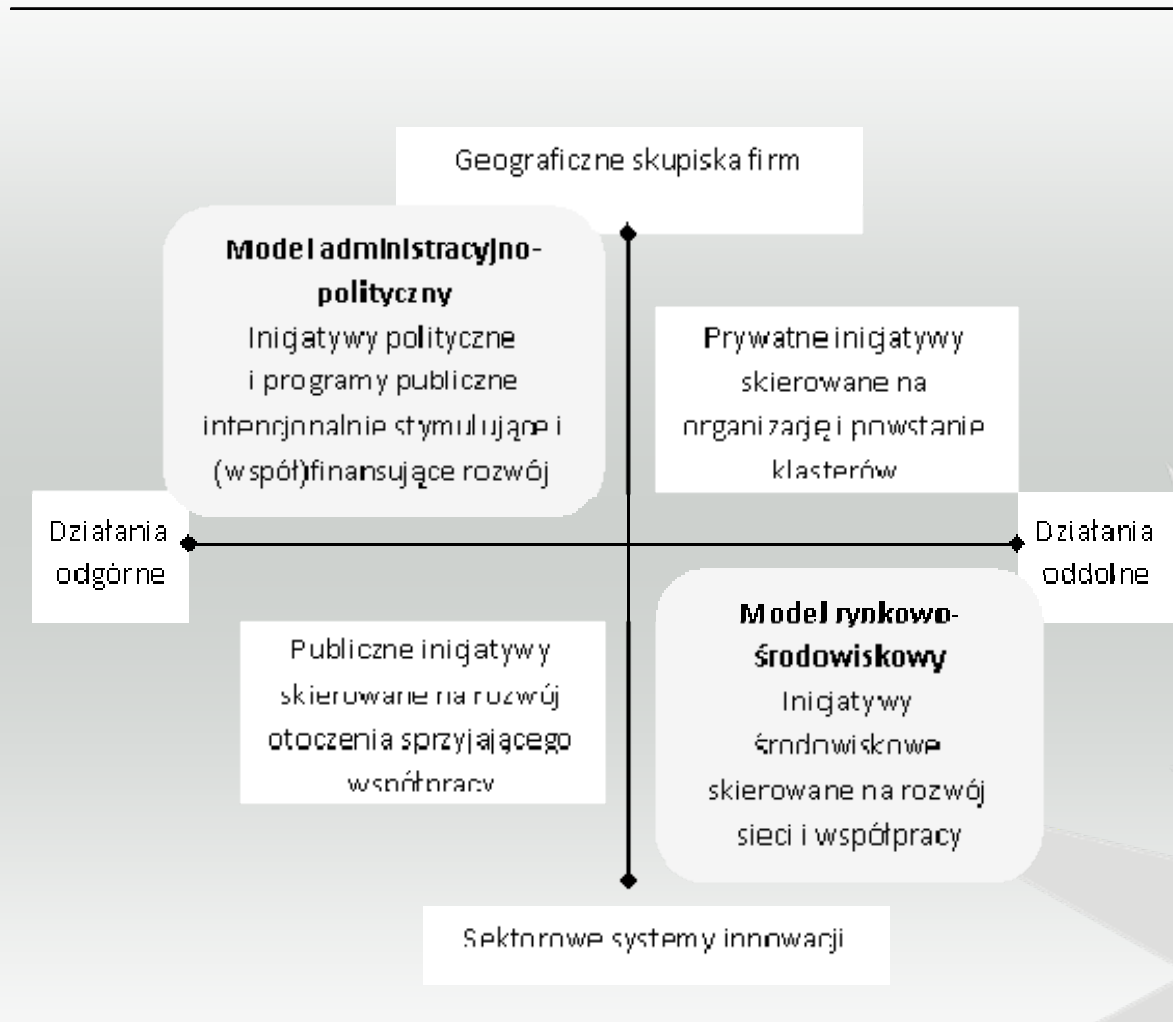 Geograficzne skupiska firm
Model administracyjno-
polityczny
Inicjatywy polityczne
i programy publiczne
intencjonalnie stymulujące i
(współ)finansujące rozwój
Prywatne inicjatywy
skierowane na
organizację i powstanie
klasterów
Działania
odgórne
Działania
oddolne
Publiczne inicjatywy
skierowane na rozwój
otoczenia sprzyjającego
współpracy
Model rynkowo-
środowiskowy
Inicjatywy
środowiskowe
skierowane na rozwój
sieci i współpracy
Sektorowe systemy innowacji